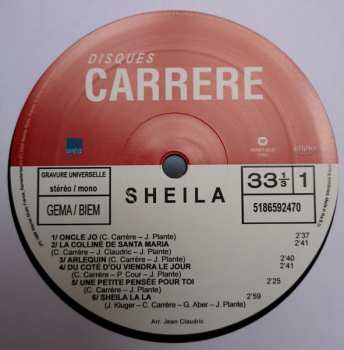 DISQUES
CARRERE
GRAVURE UNIVERSELLE
stéréo / mono
GEMA / BIEM
SHEILA
33 1/3 1
5186592470
1/ ONCLE JO (C. Carrère – J. Plante) 2'37
2/ LA COLLINE DE SANTA MARIA 2'41
(C. Carrère – J. Claudric – J. Plante)
3/ ARLEQUIN (C. Carrère – J. Plante) 2'40
4/ DU COTÉ D'OU VIENDRA LE JOUR 2'41
(C. Carrère – P. Cour – J. Plante)
5/ UNE PETITE PENSÉE POUR TOI 2'25
(C. Carrère – J. Plante)
6/ SHEILA LA LA 2'59
(J. Kluger – C. Carrère – G. Aber – J. Plante)
Arr. Jean Claudric